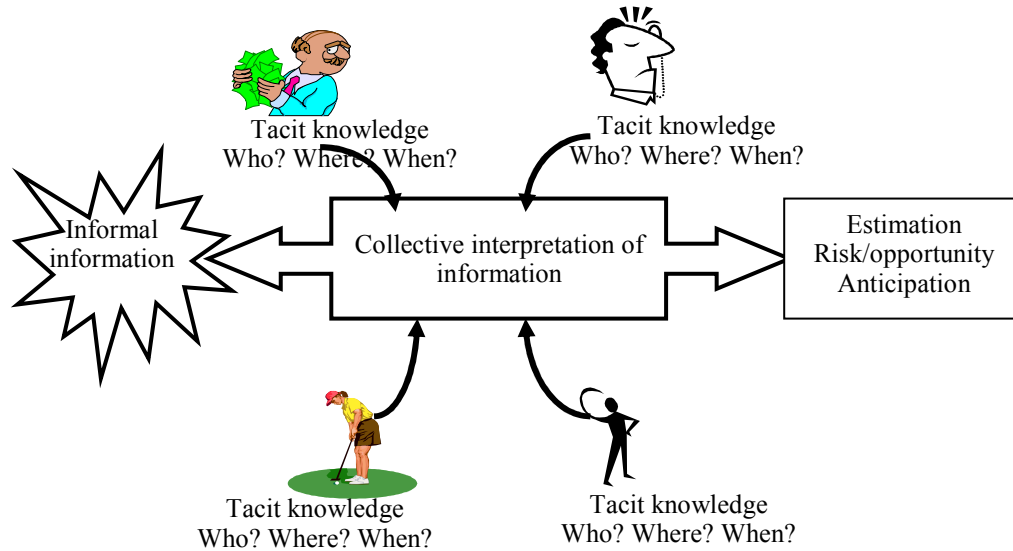 Tacit knowledge
Who? Where? When?
Tacit knowledge
Who? Where? When?
Informal
information
Collective interpretation of
information
Estimation
Risk/opportunity
Anticipation
Tacit knowledge
Who? Where? When?
Tacit knowledge
Who? Where? When?